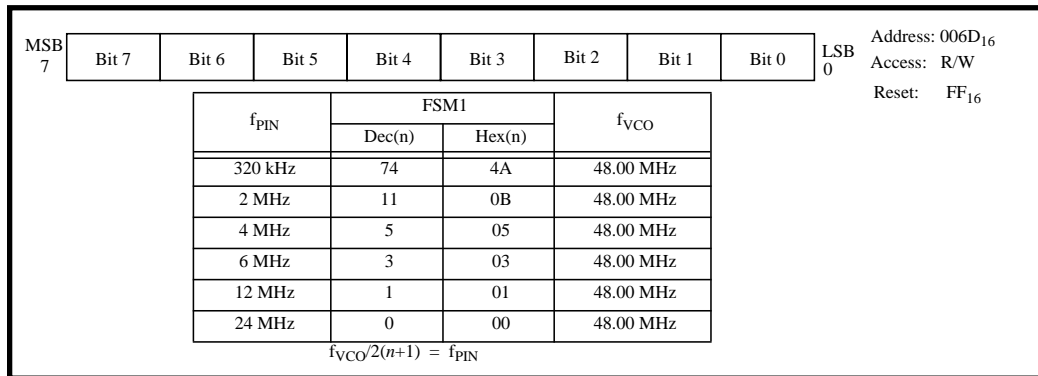 MSB 7 Bit 7 Bit 6 Bit 5 Bit 4 Bit 3 Bit 2 Bit 1 Bit 0 LSB 0
Address: 006D16
Access: R/W
Reset: FF16
fPIN FSM1 fVCO
Dec(n) Hex(n)
320 kHz 74 4A 48.00 MHz
2 MHz 11 0B 48.00 MHz
4 MHz 5 05 48.00 MHz
6 MHz 3 03 48.00 MHz
12 MHz 1 01 48.00 MHz
24 MHz 0 00 48.00 MHz
fVCO/2(n+1) = fPIN